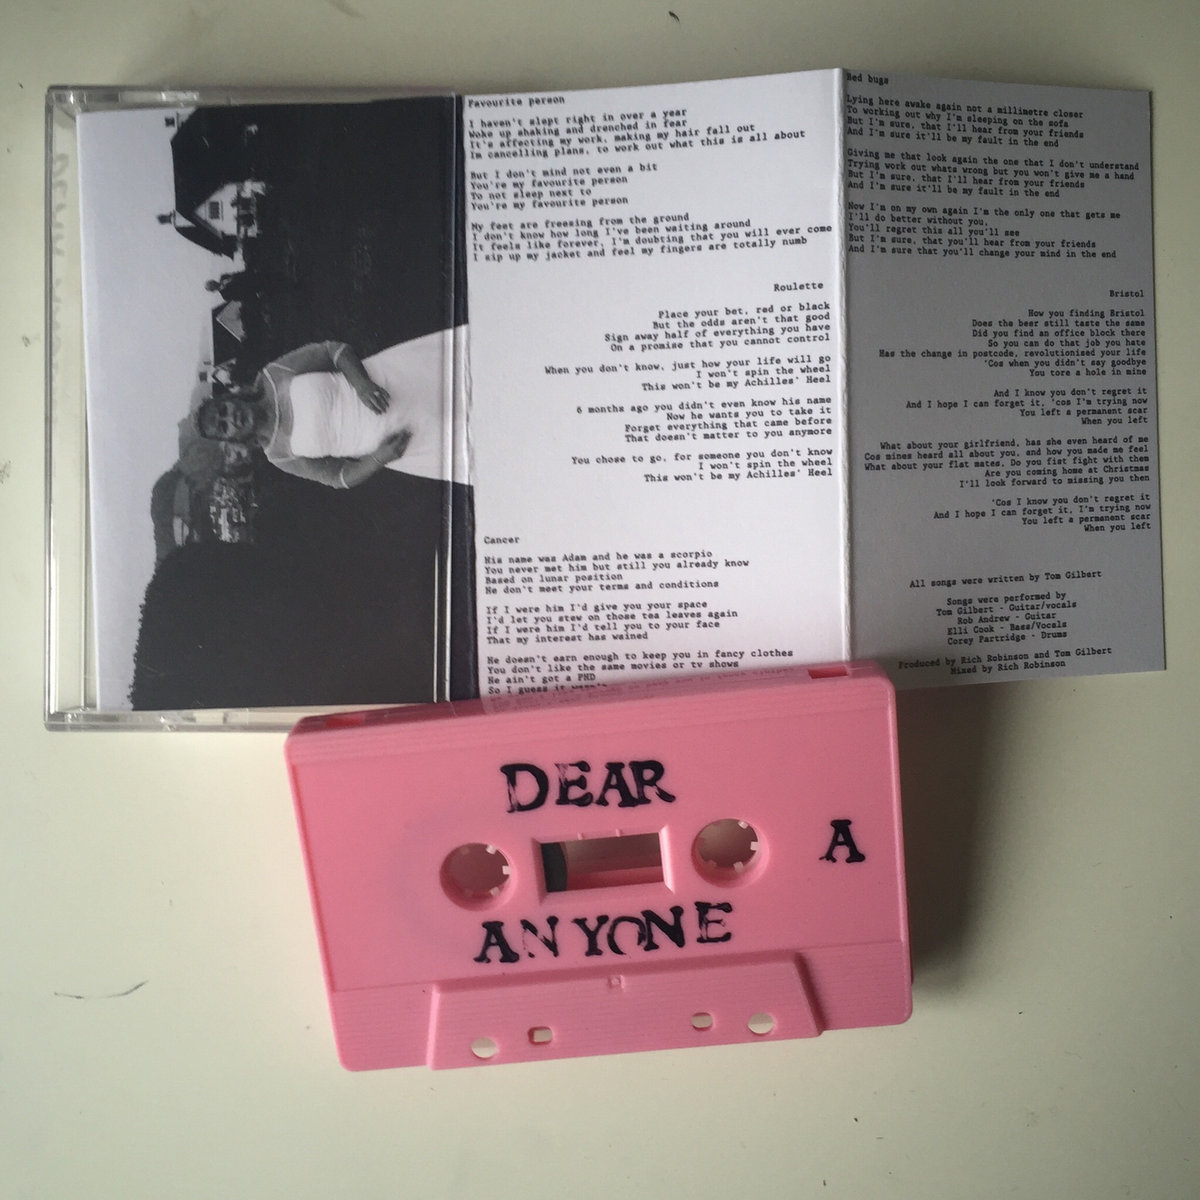 Favourite person
I haven't slept right in over a year
Woke up shaking and drenched in fear
It's affecting my work, making my hair fall out
Im cancelling plans, to work out what this is all about
But I don't mind not even a bit
You're my favourite person
To not sleep next to
You're my favourite person
My feet are freesing from the ground
I don't know how long I've been waiting around
It feels like forever, I'm doubting that you will ever come
I zip up my jacket and feel my fingers are totally numb
Roulette
Place your bet, red or black
But the odds aren't that good
Sign away half of everything you have
On a promise that you cannot control
When you don't know, just how your life will go
I won't spin the wheel
This won't be my Achilles' Heel
6 months ago you didn't even know his name
Now he wants you to take it
Forget everything that came before
That doesn't matter to you anymore
You chose to go, for someone you don't know
I won't spin the wheel
This won't be my Achilles' Heel
Cancer
His name was Adam and he was a scorpio
You never met him but still you already know
Based on lunar position
He don't meet your terms and conditions
If I were him I'd give you your space
I'd let you stew on those tea leaves again
If I were him I'd tell you to your face
That my interest has wained
He doesn't earn enough to keep you in fancy clothes
You don't like the same movies or tv shows
He ain't got a PHD
So I guess it wasn't
Bed bugs
Lying here awake again not a millimetre closer
To working out why I'm sleeping on the sofa
But I'm sure, that I'll hear from your friends
And I'm sure it'll be my fault in the end
Giving me that look again the one that I don't understand
Trying work out whats wrong but you won't give me a hand
But I'm sure, that I'll hear from your friends
And I'm sure it'll be my fault in the end
Now I'm on my own again I'm the only one that gets me
I'll do better without you,
You'll regret this all you'll see
But I'm sure, that you'll hear from your friends
And I'm sure that you'll change your mind in the end
Bristol
How you finding Bristol
Does the beer still taste the same
Did you find an office block there
So you can do that job you hate
Has the change in postcode, revolutionised your life
'Cos when you didn't say goodbye
You tore a hole in mine
And I know you don't regret it
And I hope I can forget it, 'cos I'm trying now
You left a permanent scar
When you left
What about your girlfriend, has she even heard of me
Cos mines heard all about you, and how you made me feel
What about your flat mates, Do you fist fight with them
Are you coming home at Christmas
I'll look forward to missing you then
'Cos I know you don't regret it
And I hope I can forget it, I'm trying now
You left a permanent scar
When you left
All songs were written by Tom Gilbert
Songs were performed by
Tom Gilbert - Guitar/vocals
Rob Andrew - Guitar
Elli Cook - Bass/Vocals
Corey Partridge - Drums
Produced by Rich Robinson and Tom Gilbert
Mixed by Rich Robinson
DEAR
A
ANYONE